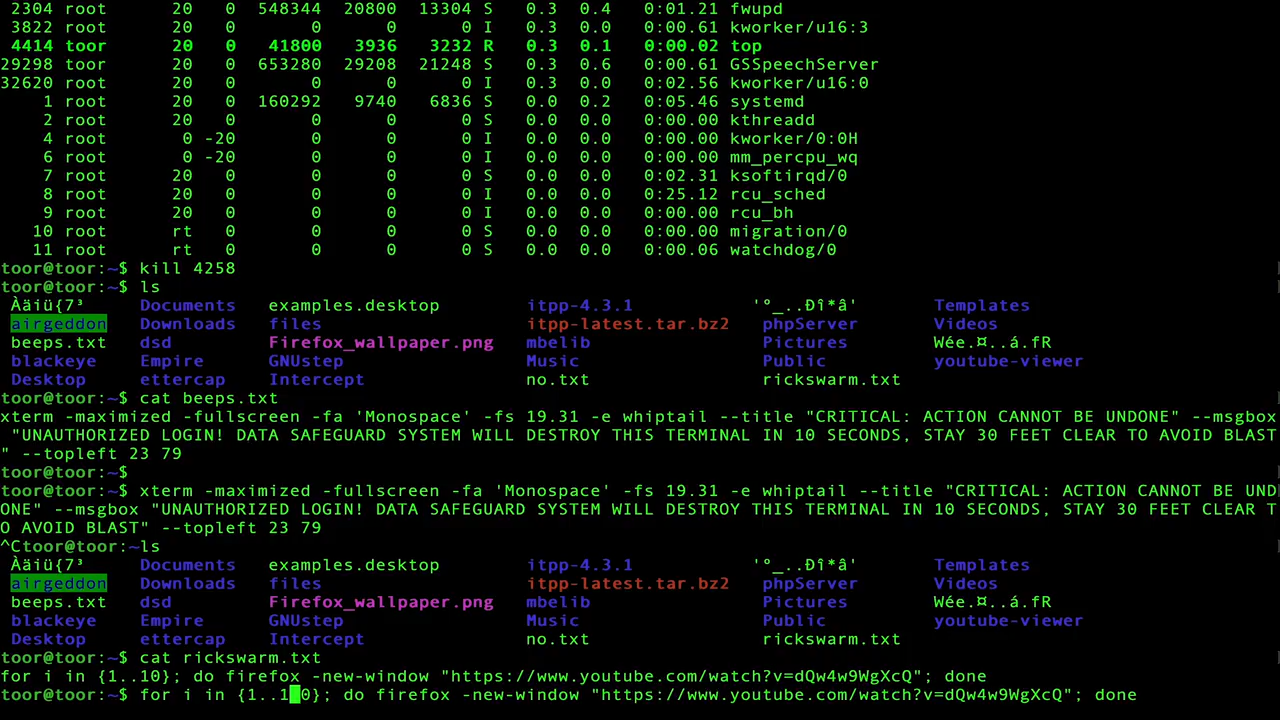 2304 root 20 0 548344 20800 13304 S 0.3 0.4 0:01.21 fwupd
3822 root 20 0 0 0 0 I 0.3 0.0 0:00.61 kworker/u16:3
4414 toor 20 0 41800 3936 3232 R 0.3 0.1 0:00.02 top
29298 toor 20 0 653280 29208 21248 S 0.3 0.6 0:00.61 GSSpeechServer
32620 root 20 0 0 0 0 I 0.3 0.0 0:02.56 kworker/u16:0
1 root 20 0 160292 9740 6836 S 0.0 0.2 0:05.46 systemd
2 root 20 0 0 0 0 S 0.0 0.0 0:00.00 kthreadd
4 root 0 -20 0 0 0 I 0.0 0.0 0:00.00 kworker/0:0H
6 root 0 -20 0 0 0 I 0.0 0.0 0:00.00 mm_percpu_wq
7 root 20 0 0 0 0 S 0.0 0.0 0:02.31 ksoftirqd/0
8 root 20 0 0 0 0 I 0.0 0.0 0:25.12 rcu_sched
9 root 20 0 0 0 0 I 0.0 0.0 0:00.00 rcu_bh
10 root rt 0 0 0 0 S 0.0 0.0 0:00.00 migration/0
11 root rt 0 0 0 0 S 0.0 0.0 0:00.06 watchdog/0
toor@toor:~$ kill 4258
toor@toor:~$ ls
Àäiü{7³ Documents examples.desktop itpp-4.3.1 '°_..Ðî*â' Templates
airgeddon Downloads files itpp-latest.tar.bz2 phpServer Videos
beeps.txt dsd Firefox_wallpaper.png mbelib Pictures Wée.¤..á.fR
blackeye Empire GNUstep Music Public youtube-viewer
Desktop ettercap Intercept no.txt rickswarm.txt
toor@toor:~$ cat beeps.txt
xterm -maximized -fullscreen -fa 'Monospace' -fs 19.31 -e whiptail --title "CRITICAL: ACTION CANNOT BE UNDONE" --msgbox
"UNAUTHORIZED LOGIN! DATA SAFEGUARD SYSTEM WILL DESTROY THIS TERMINAL IN 10 SECONDS, STAY 30 FEET CLEAR TO AVOID BLAST
" --topleft 23 79
toor@toor:~$
toor@toor:~$ xterm -maximized -fullscreen -fa 'Monospace' -fs 19.31 -e whiptail --title "CRITICAL: ACTION CANNOT BE UND
ONE" --msgbox "UNAUTHORIZED LOGIN! DATA SAFEGUARD SYSTEM WILL DESTROY THIS TERMINAL IN 10 SECONDS, STAY 30 FEET CLEAR T
O AVOID BLAST" --topleft 23 79
^Ctoor@toor:~ls
Àäiü{7³ Documents examples.desktop itpp-4.3.1 '°_..Ðî*â' Templates
airgeddon Downloads files itpp-latest.tar.bz2 phpServer Videos
beeps.txt dsd Firefox_wallpaper.png mbelib Pictures Wée.¤..á.fR
blackeye Empire GNUstep Music Public youtube-viewer
Desktop ettercap Intercept no.txt rickswarm.txt
toor@toor:~$ cat rickswarm.txt
for i in {1..10}; do firefox -new-window "https://www.youtube.com/watch?v=dQw4w9WgXcQ"; done
toor@toor:~$ for i in {1..1 0}; do firefox -new-window "https://www.youtube.com/watch?v=dQw4w9WgXcQ"; done